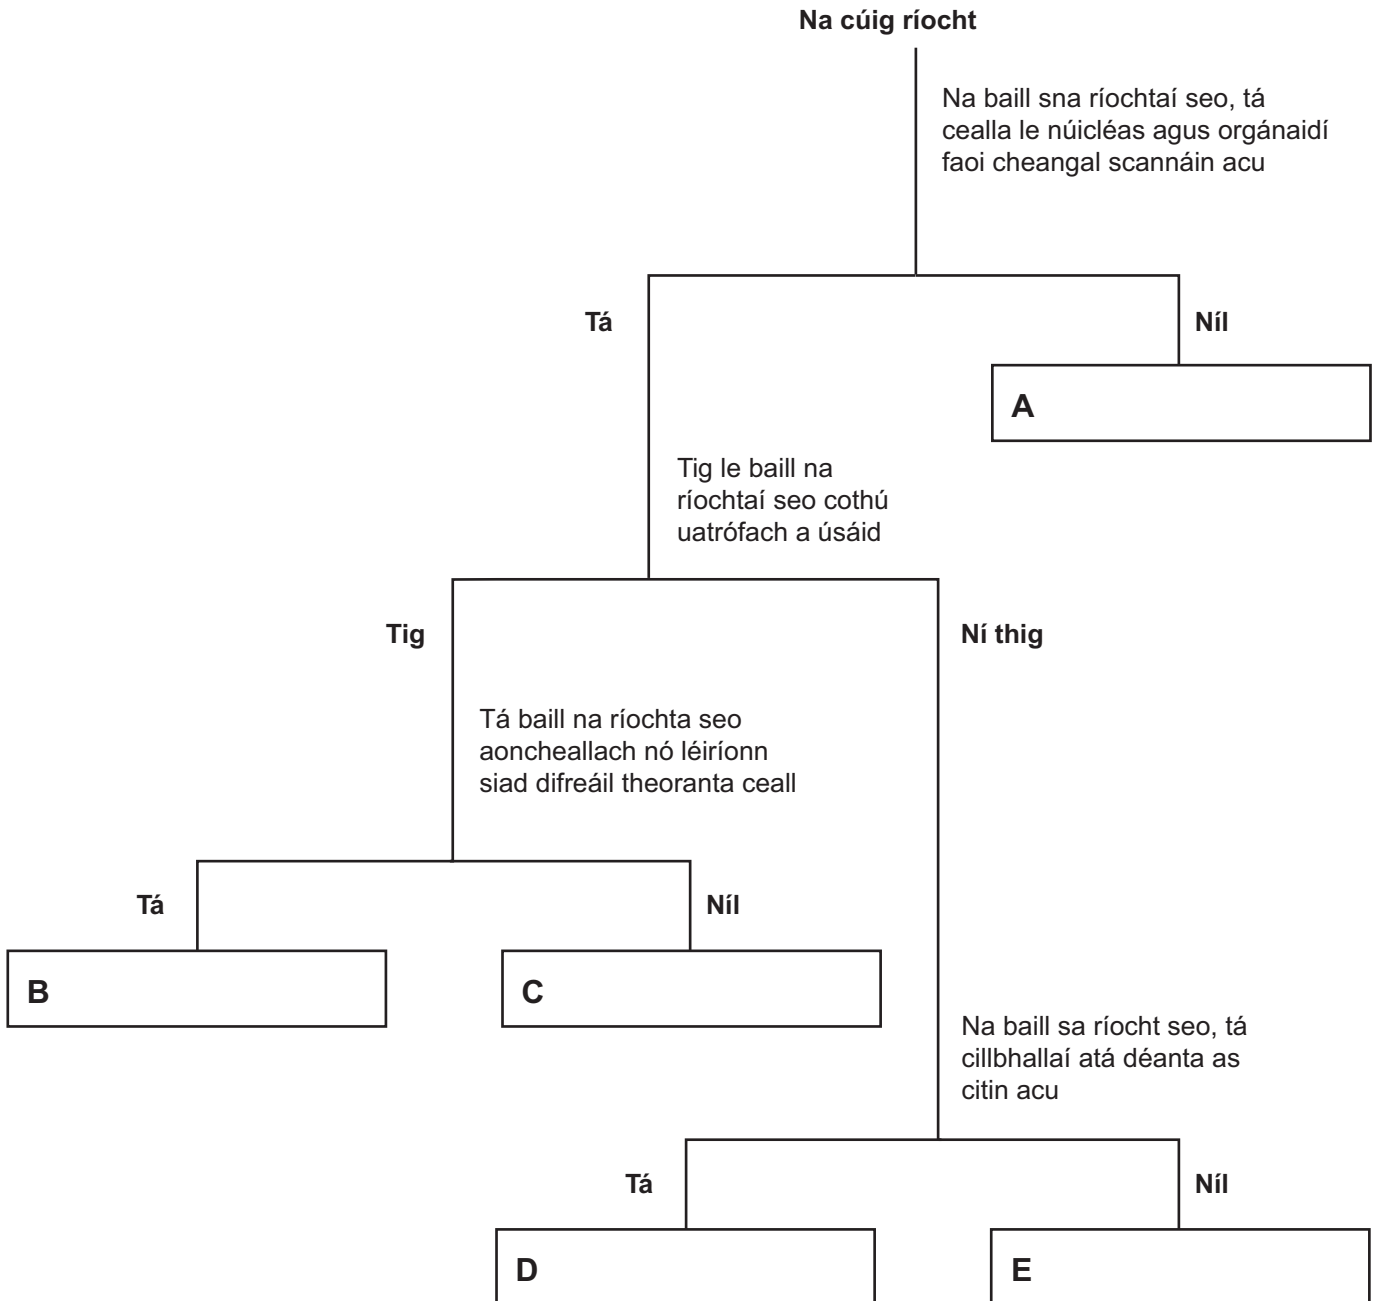 Na cúig ríocht
Na baill sna ríochtaí seo, tá
cealla le núicléas agus orgánaidí
faoi cheangal scannáin acu
Tá
Níl
A
Tig le baill na
ríochtaí seo cothú
uatrófach a úsáid
Tig
Ní thig
Tá baill na ríochta seo
aoncheallach nó léiríonn
siad difreáil theoranta ceall
Tá
Níl
B
C
Na baill sa ríocht seo, tá
cillbhallaí atá déanta as
citin acu
Tá
Níl
D
E